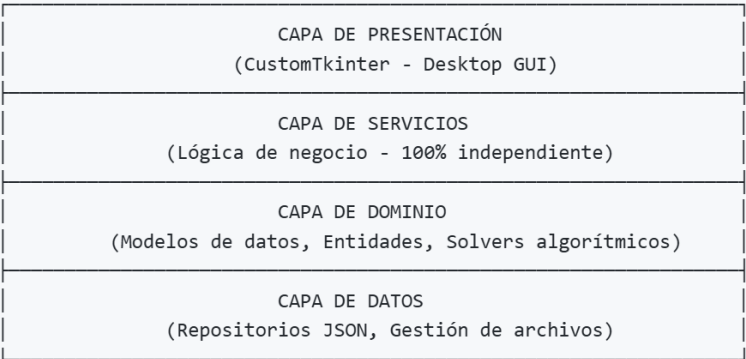 CAPA DE PRESENTACIÓN
(CustomTkinter - Desktop GUI)
CAPA DE SERVICIOS
(Lógica de negocio - 100% independiente)
CAPA DE DOMINIO
(Modelos de datos, Entidades, Solvers algorítmicos)
CAPA DE DATOS
(Repositorios JSON, Gestión de archivos)